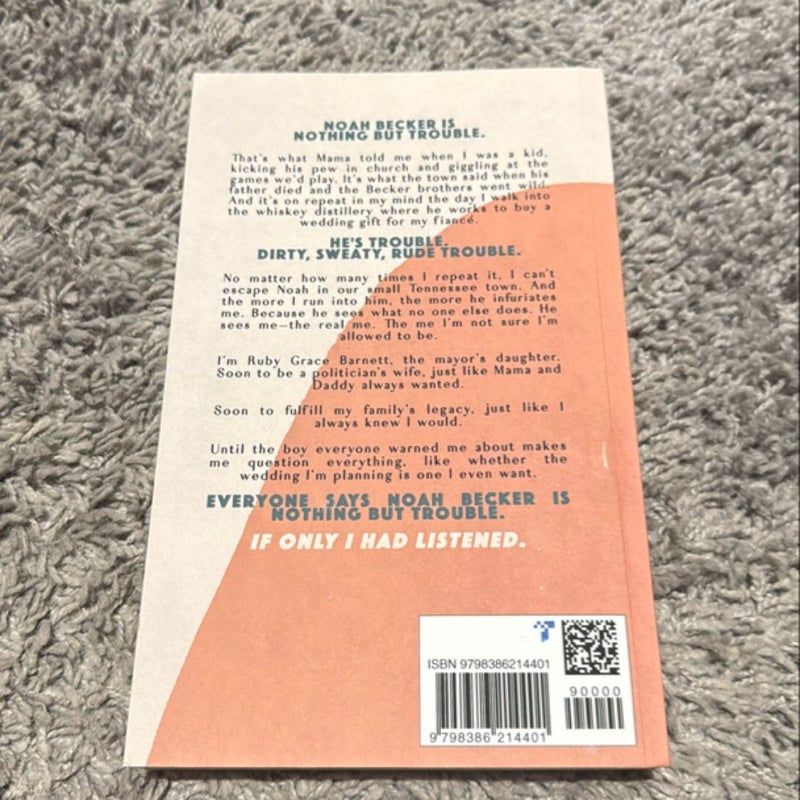 NOAH BECKER IS
NOTHING BUT TROUBLE.
That's what Mama told me when I was a kid,
kicking his pew in church and giggling at the
games we'd play. It's what the town said when his
father died and the Becker brothers went wild.
And it's on repeat in my mind the day I walk into
the whiskey distillery where he works to buy a
wedding gift for my fiancé.
HE'S TROUBLE.
DIRTY, SWEATY, RUDE TROUBLE.
No matter how many times I repeat it, I can't
escape Noah in our small Tennessee town. And
the more I run into him, the more he infuriates
me. Because he sees what no one else does. He
sees me—the real me. The me I'm not sure I'm
allowed to be.
I'm Ruby Grace Barnett, the mayor's daughter.
Soon to be a politician's wife, just like Mama and
Daddy always wanted.
Soon to fulfill my family's legacy, just like I
always knew I would.
Until the boy everyone warned me about makes
me question everything, like whether the
wedding I'm planning is one I even want.
EVERYONE SAYS NOAH BECKER IS
NOTHING BUT TROUBLE.
IF ONLY I HAD LISTENED.
ISBN 9798386214401
90000
9 798386 214401